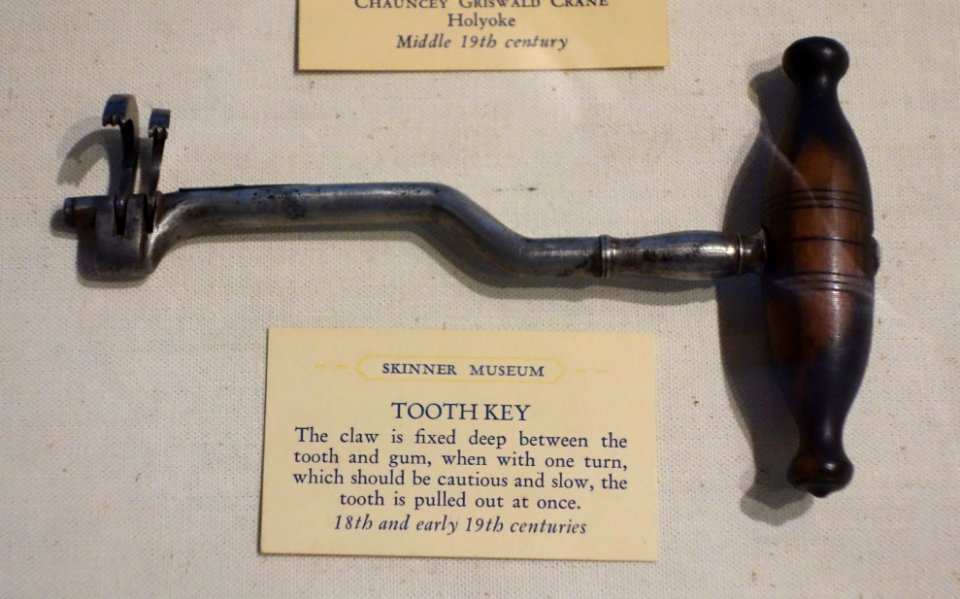 CHAUNCEY GRISWALD CRANE
Holyoke
Middle 19th century
SKINNER MUSEUM
TOOTH KEY
The claw is fixed deep between the
tooth and gum, when with one turn,
which should be cautious and slow, the
tooth is pulled out at once.
18th and early 19th centuries